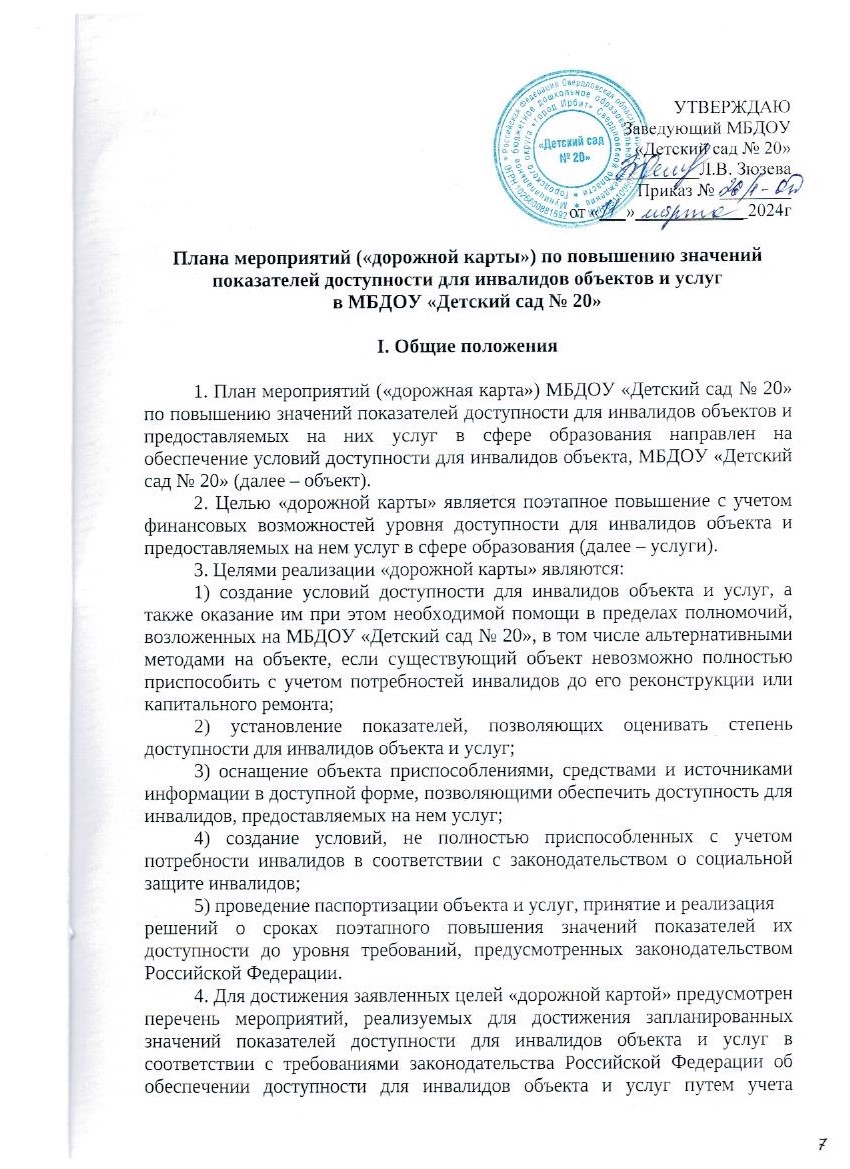 УТВЕРЖДАЮ
Заведующий МБДОУ
«Детский сад № 20»
Л.В. Зюзева
Приказ №
от « » марта 2024г
«Детский сад
№ 20»
Плана мероприятий («дорожной карты») по повышению значений
показателей доступности для инвалидов объектов и услуг
в МБДОУ «Детский сад № 20»
I. Общие положения
1. План мероприятий («дорожная карта») МБДОУ «Детский сад № 20»
по повышению значений показателей доступности для инвалидов объектов и
предоставляемых на них услуг в сфере образования направлен на
обеспечение условий доступности для инвалидов объекта, МБДОУ «Детский
сад № 20» (далее – объект).
2. Целью «дорожной карты» является поэтапное повышение с учетом
финансовых возможностей уровня доступности для инвалидов объекта и
предоставляемых на нем услуг в сфере образования (далее – услуги).
3. Целями реализации «дорожной карты» являются:
1) создание условий доступности для инвалидов объекта и услуг, а
также оказание им при этом необходимой помощи в пределах полномочий,
возложенных на МБДОУ «Детский сад № 20», в том числе альтернативными
методами на объекте, если существующий объект невозможно полностью
приспособить с учетом потребностей инвалидов до его реконструкции или
капитального ремонта;
2) установление показателей, позволяющих оценивать степень
доступности для инвалидов объекта и услуг;
3) оснащение объекта приспособлениями, средствами и источниками
информации в доступной форме, позволяющими обеспечить доступность для
инвалидов, предоставляемых на нем услуг;
4) создание условий, не полностью приспособленных с учетом
потребности инвалидов в соответствии с законодательством о социальной
защите инвалидов;
5) проведение паспортизации объекта и услуг, принятие и реализация
решений о сроках поэтапного повышения значений показателей их
доступности до уровня требований, предусмотренных законодательством
Российской Федерации.
4. Для достижения заявленных целей «дорожной картой» предусмотрен
перечень мероприятий, реализуемых для достижения запланированных
значений показателей доступности для инвалидов объекта и услуг в
соответствии с требованиями законодательства Российской Федерации об
обеспечении доступности для инвалидов объекта и услуг путем учета
7